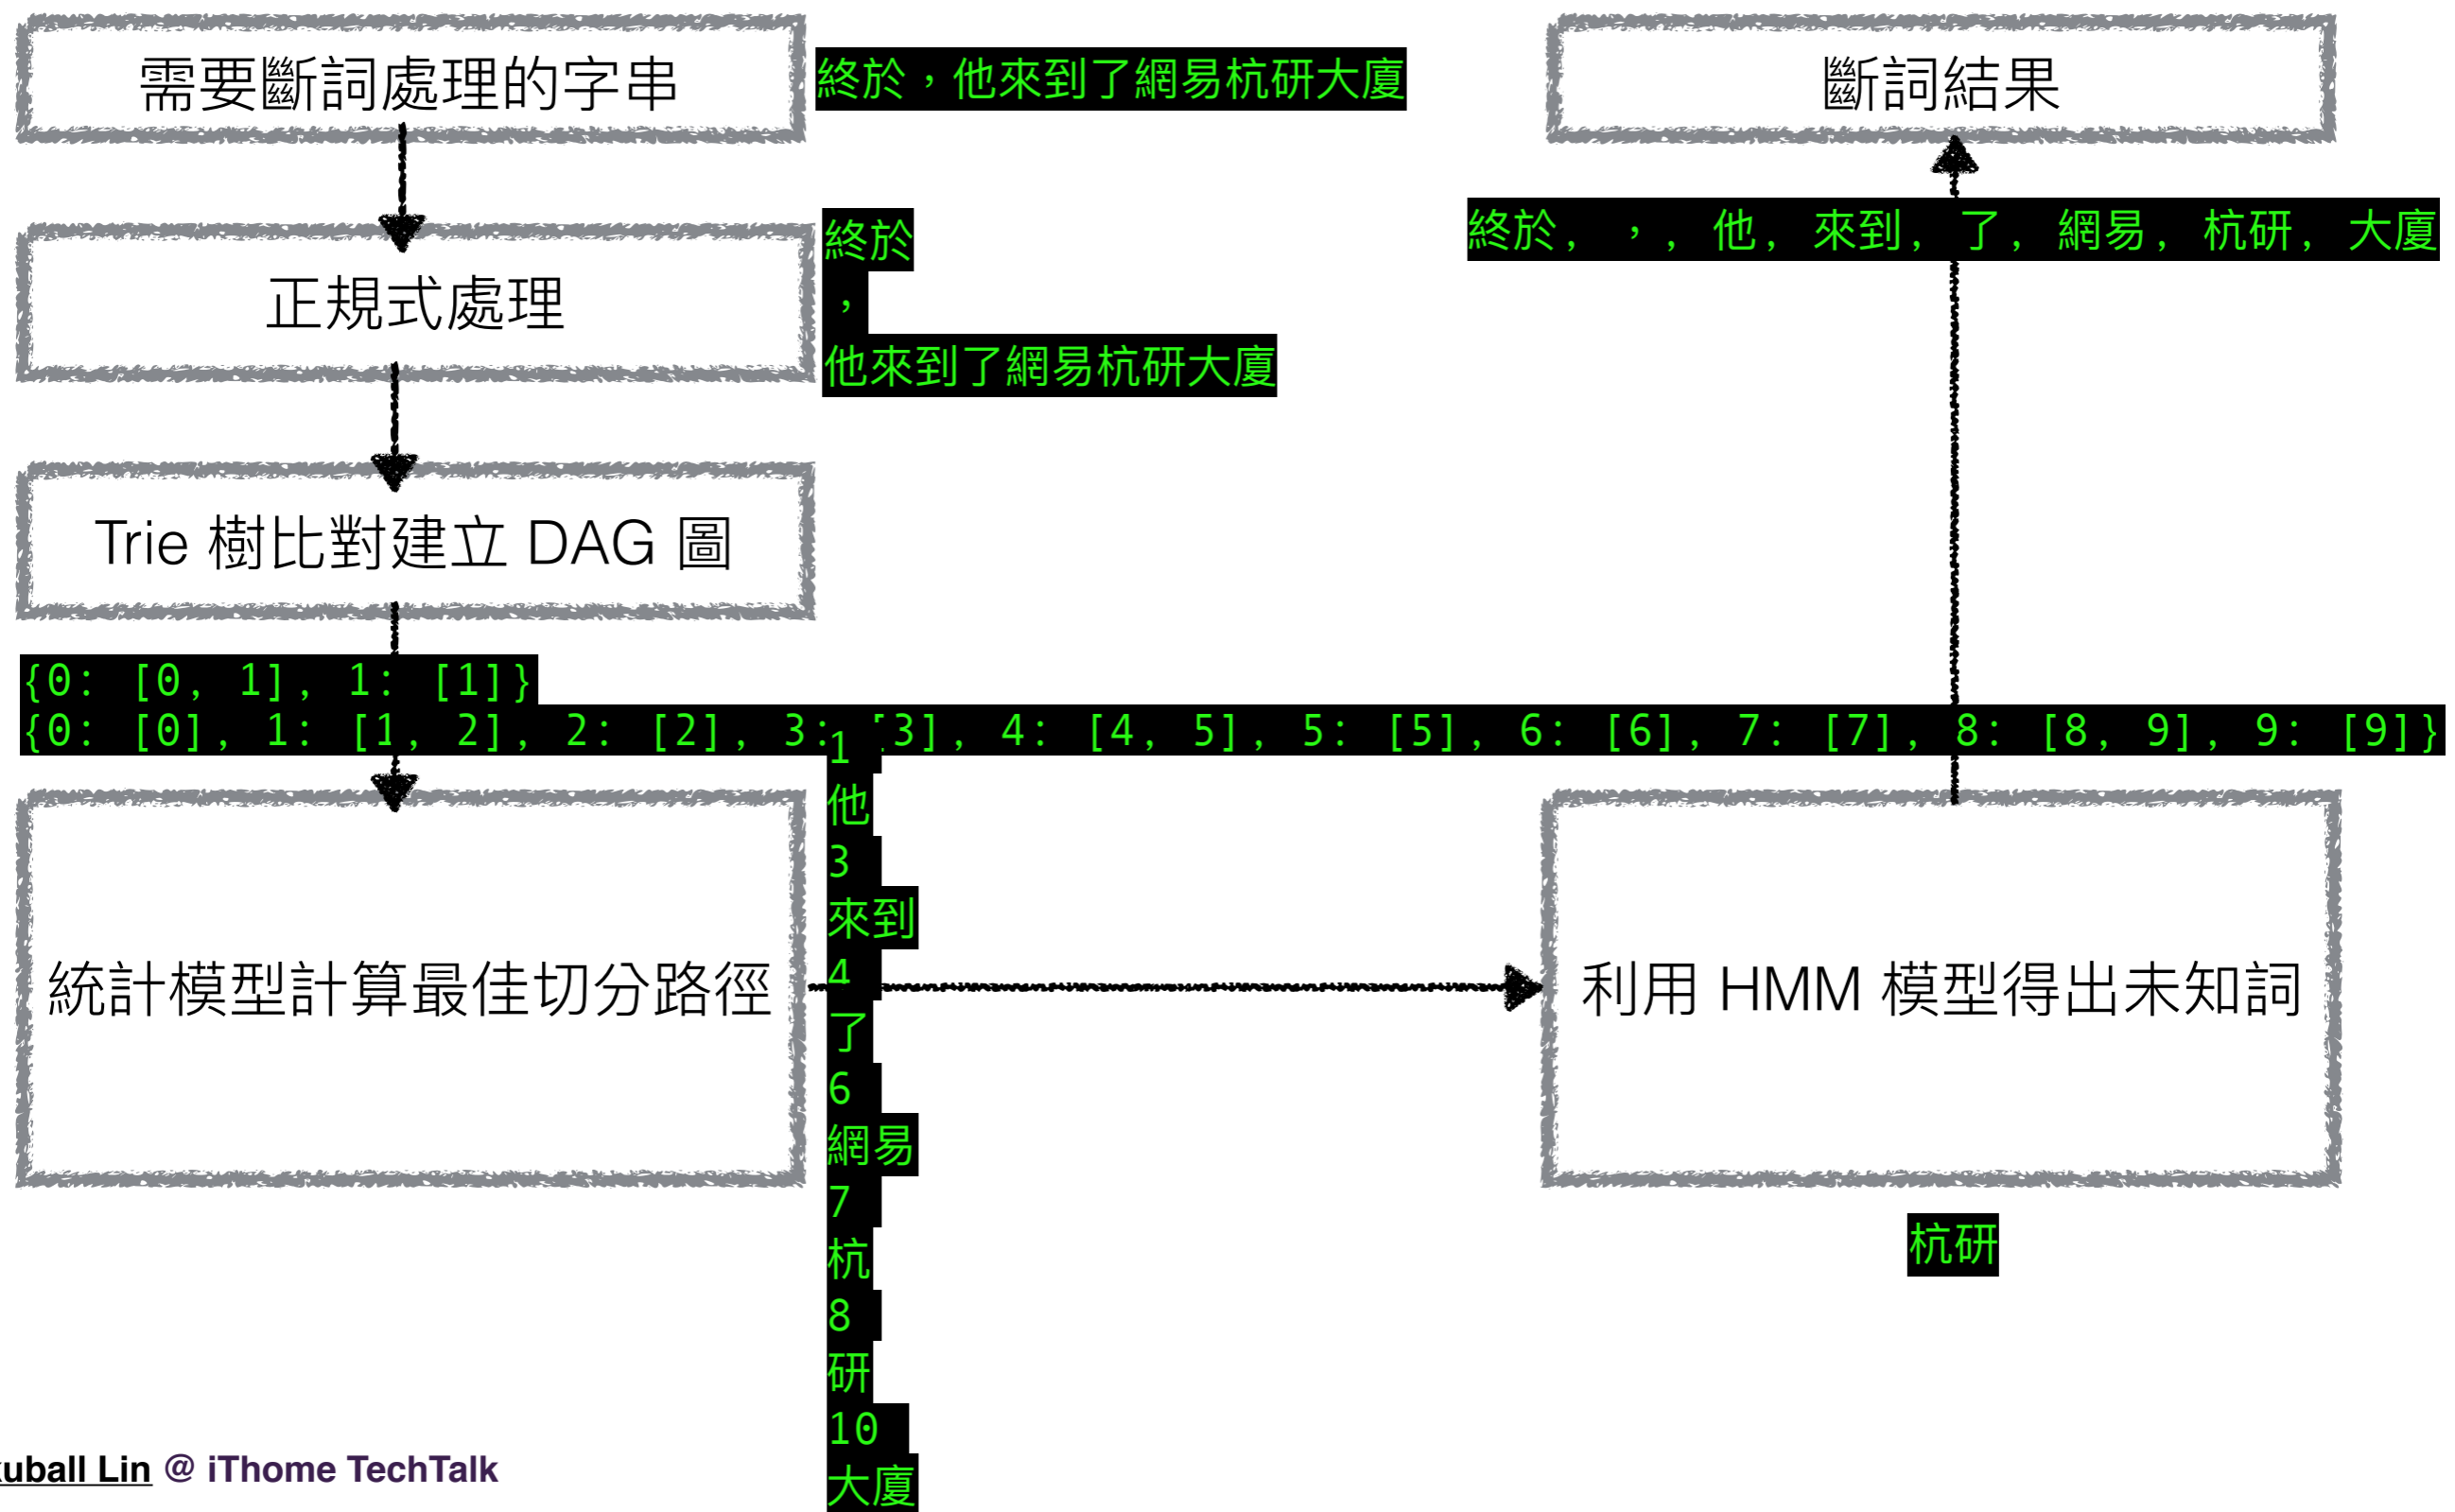 需要斷詞處理的字串
終於，他來到了網易杭研大廈
正規式處理
終於
，
他來到了網易杭研大廈
Trie 樹比對建立 DAG 圖
{0: [0, 1], 1: [1]}
{0: [0], 1: [1, 2], 2: [2], 3: [3], 4: [4, 5], 5: [5], 6: [6], 7: [7], 8: [8, 9], 9: [9]}
統計模型計算最佳切分路徑
1
他
3
來到
4
了
6
網易
7
杭
8
研
10
大廈
利用 HMM 模型得出未知詞
杭研
終於, ，, 他, 來到, 了, 網易, 杭研, 大廈
斷詞結果
uball Lin @ iThome TechTalk